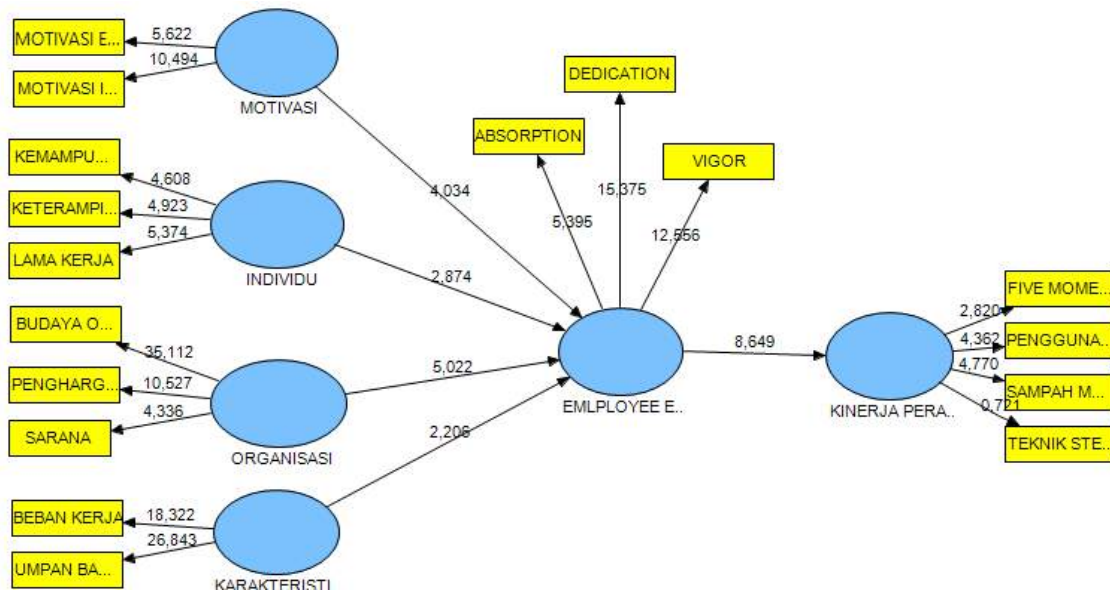 MOTIVASI E...
5,622
10,494
MOTIVASI I...
MOTIVASI
KEMAMPU...
4,608
KETERAMPI...
4,923
5,374
LAMA KERJA
INDIVIDU
BUDAYA O...
35,112
PENGHARG...
10,527
4,336
SARANA
ORGANISASI
BEBAN KERJA
18,322
26,843
UMPAN BA...
KARAKTERISTI
4,034
2,874
5,022
2,206
DEDICATION
ABSORPTION
VIGOR
15,375
5,395
12,556
EMLPLOYEE E..
8,649
KINERJA PERA..
FIVE MOME...
2,820
PENGGUNA...
4,362
4,770
SAMPAH M...
0,721
TEKNIK STE...